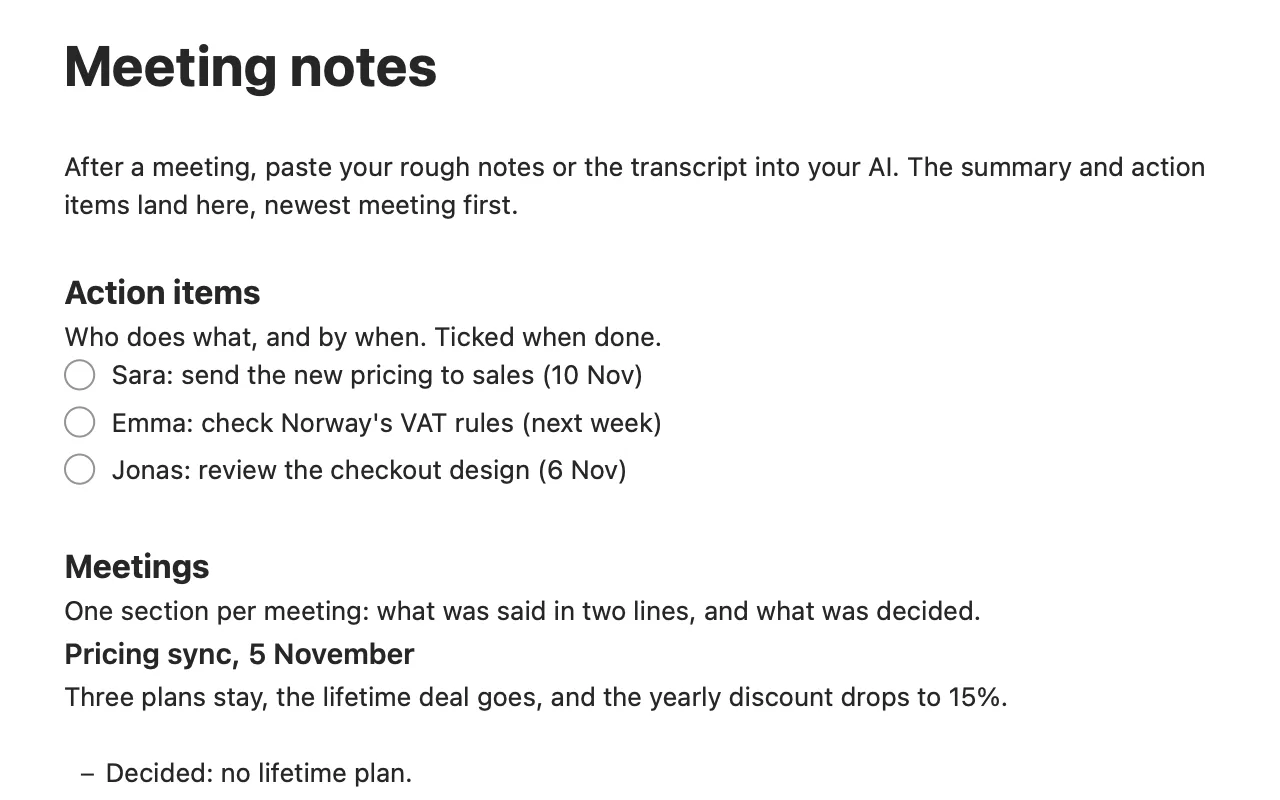 Meeting notes
After a meeting, paste your rough notes or the transcript into your AI. The summary and action
items land here, newest meeting first.
Action items
Who does what, and by when. Ticked when done.
Sara: send the new pricing to sales (10 Nov)
Emma: check Norway's VAT rules (next week)
Jonas: review the checkout design (6 Nov)
Meetings
One section per meeting: what was said in two lines, and what was decided.
Pricing sync, 5 November
Three plans stay, the lifetime deal goes, and the yearly discount drops to 15%.
– Decided: no lifetime plan.